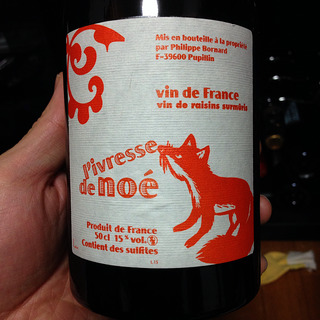 Mis en bouteille à la propriété
par Philippe Bornard
F-39600 Pupillin
vin de France
vin de raisins surmûris
l'ivresse
de noé
Produit de France
50cl 15% vol.
Contient des sulfites